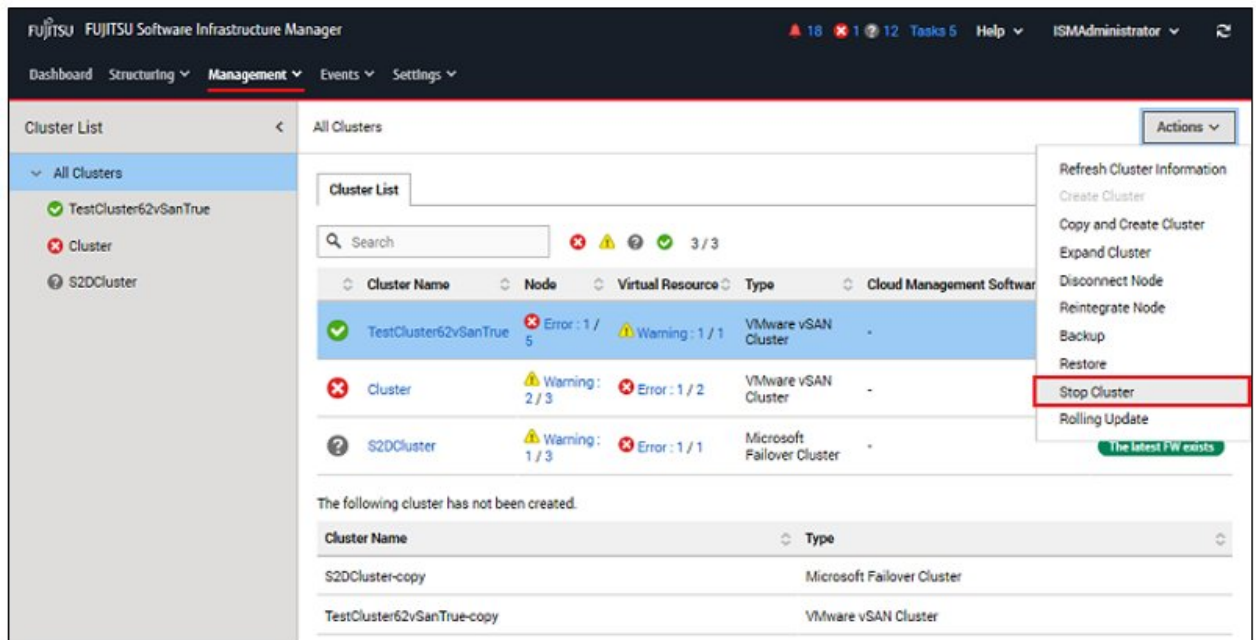 FUJITSU FUJITSU Software Infrastructure Manager
18 1 12 Tasks 5 Help ISMAdministrator
Dashboard Structuring Management Events Settings
Cluster List
All Clusters
TestCluster62vSanTrue
Cluster
S2DCluster
All Clusters
Actions
Refresh Cluster Information
Create Cluster
Copy and Create Cluster
Expand Cluster
Disconnect Node
Reintegrate Node
Backup
Restore
Stop Cluster
Rolling Update
Cluster List
Search
3 / 3
Cluster Name Node Virtual Resource Type Cloud Management Softwar
TestCluster62vSanTrue Error : 1 / 5 Warning : 1 / 1 VMware vSAN Cluster -
Cluster Warning : 2 / 3 Error : 1 / 2 VMware vSAN Cluster -
S2DCluster Warning : 1 / 3 Error : 1 / 1 Microsoft Failover Cluster - The latest FW exists
The following cluster has not been created.
Cluster Name Type
S2DCluster-copy Microsoft Failover Cluster
TestCluster62vSanTrue-copy VMware vSAN Cluster